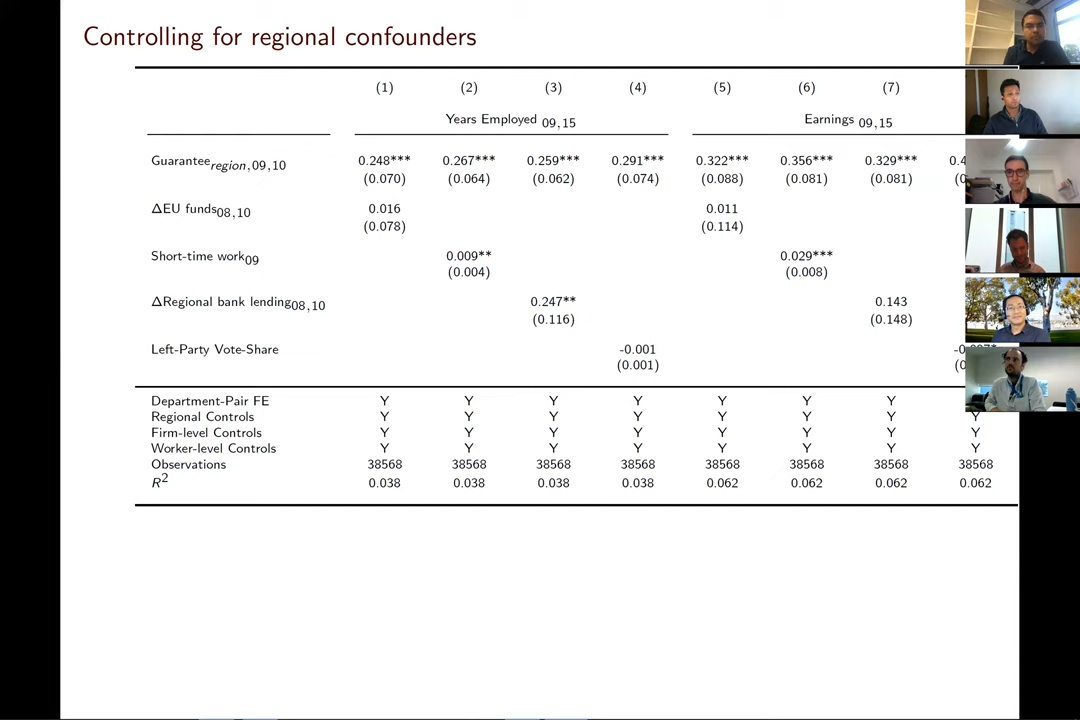 Controlling for regional confounders
(1) (2) (3) (4) (5) (6) (7)
Years Employed 09,15 Earnings 09,15
Guarantee region,09,10 0.248*** 0.267*** 0.259*** 0.291*** 0.322*** 0.356*** 0.329***
(0.070) (0.064) (0.062) (0.074) (0.088) (0.081) (0.081)
ΔEU funds08,10 0.016 0.011
(0.078) (0.114)
Short-time work09 0.009** 0.029***
(0.004) (0.008)
ΔRegional bank lending08,10 0.247** 0.143
(0.116) (0.148)
Left-Party Vote-Share -0.001
(0.001)
Department-Pair FE Y Y Y Y Y Y Y
Regional Controls Y Y Y Y Y Y Y Y
Firm-level Controls Y Y Y Y Y Y Y Y
Worker-level Controls Y Y Y Y Y Y Y Y
Observations 38568 38568 38568 38568 38568 38568 38568 38568
R2 0.038 0.038 0.038 0.038 0.062 0.062 0.062 0.062